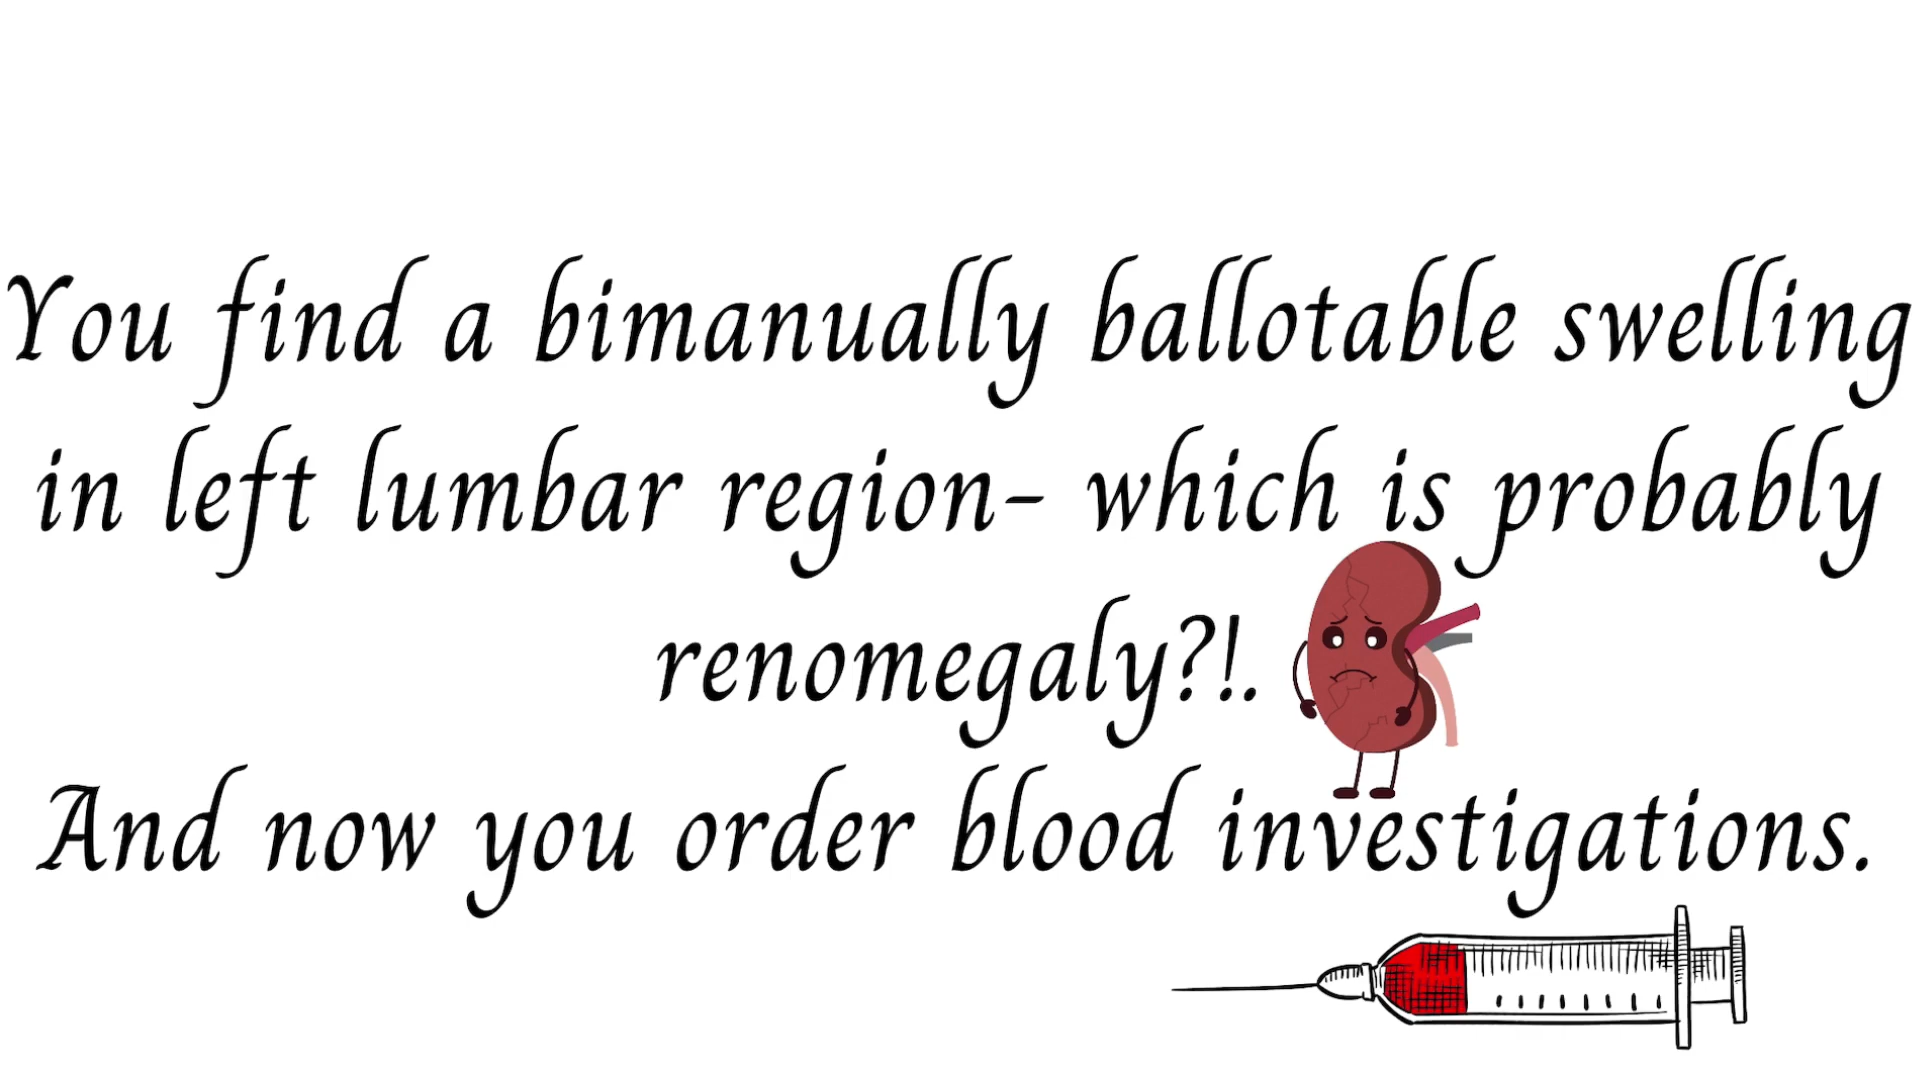 You find a bimanually ballotable swelling
in left lumbar region- which is probably
renomegaly?!.
And now you order blood investigations.